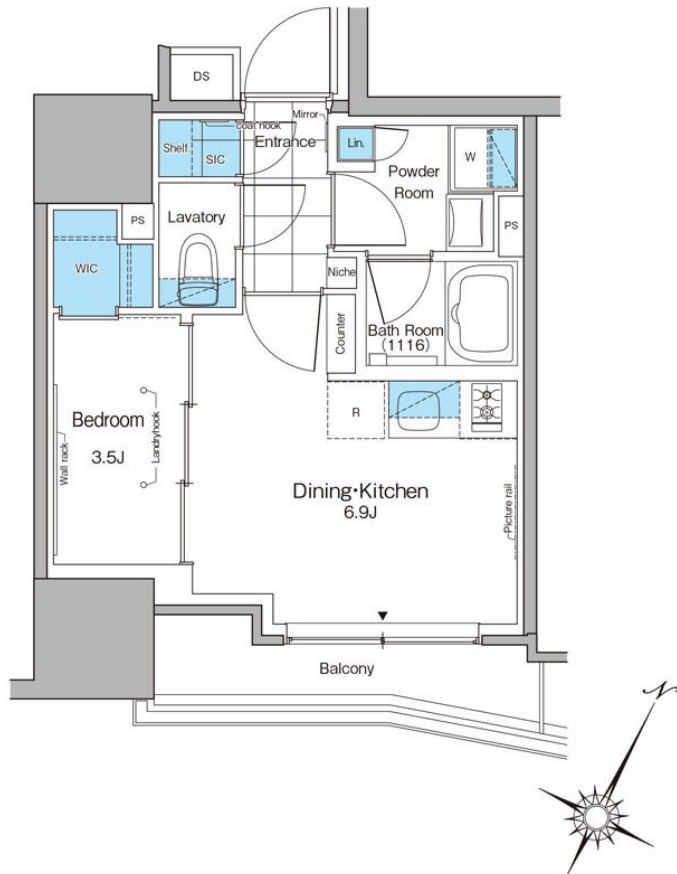 DS
coat hook
Mirror
Shelf.
SIC
Entrance
Lin.
W
Powder
Room
PS
Lavatory
PS
WIC
Niche
Counter
Bath Room
(1116)
R
Bedroom
3.5J
Wall rack
Landryhook
Dining・Kitchen
6.9J
Picture rail
Balcony
N